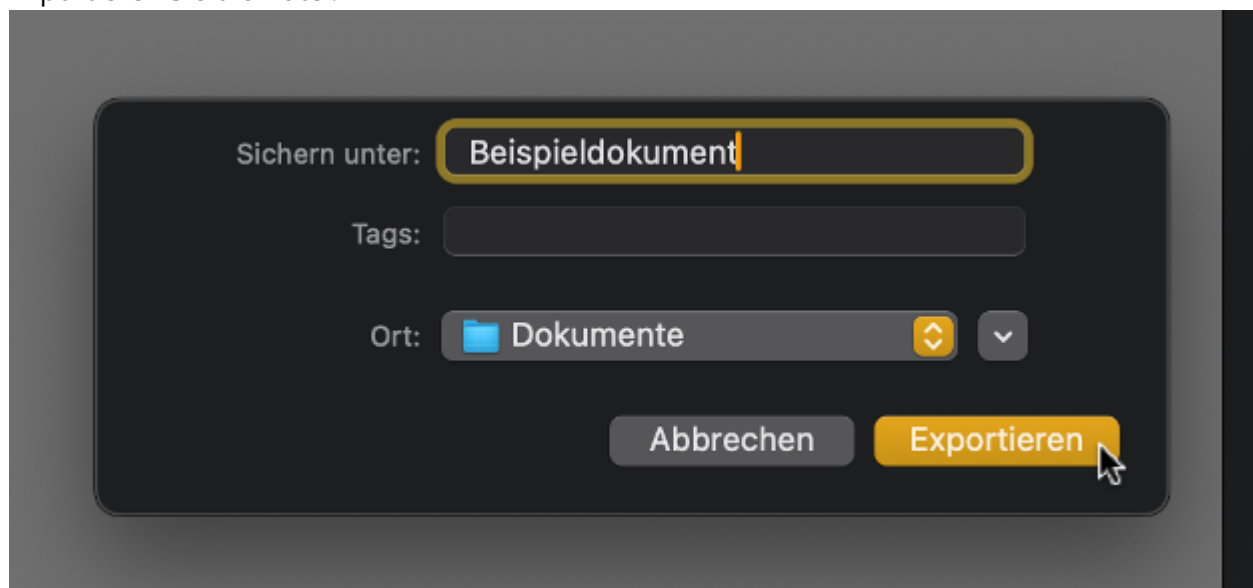 Sichern unter: Beispieldokument
Tags:
Ort: Dokumente
Abbrechen Exportieren